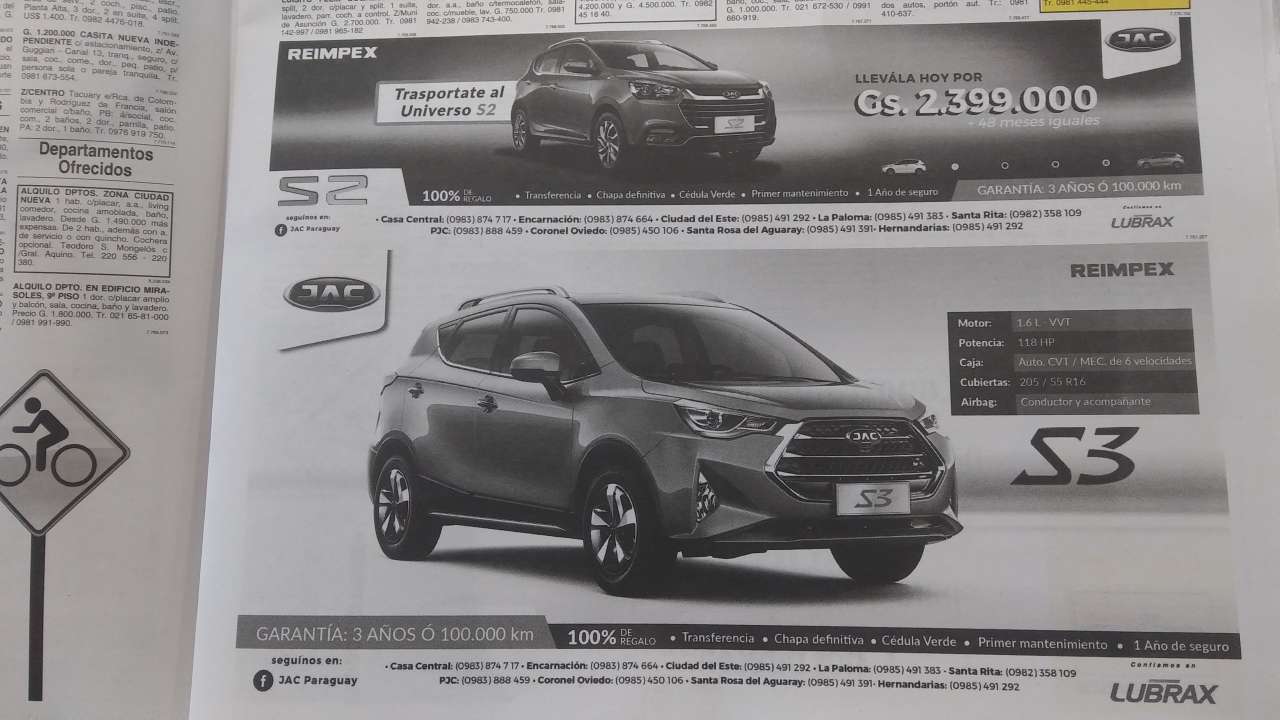 Planta Alta, 3 dor., 2 en suite, 4 split.
US$ 1.400. Tr. 0982 4476-018.
G. 1.200.000 CASITA NUEVA INDE-
PENDIENTE c/ estacionamiento, z/ Av.
Guggiari - Canal 13, tranq., seguro, c/
sala, coc., come., dor., peq. patio, p/
persona sola o pareja tranquila. Tr.
0981 673-554.
Z/CENTRO Tacuary e/Rca. de Colom-
bia y Rodríguez de Francia, salón
comercial c/baño, PB: 4/social, coc.
com., 2 baños, 2 dor., parrilla, patio.
PA: 2 dor., 1 baño. Tr. 0976 919 750.
Departamentos
Ofrecidos
ALQUILO DPTOS. ZONA CIUDAD
NUEVA 1 hab. c/placar, a.a., living
comedor, cocina amoblada, baño,
lavadero. Desde G. 1.490.000 más
expensas. De 2 hab., además con a.
de servicio o con quincho. Cochera
opcional. Teodoro S. Mongelós c
/Gral. Aquino. Tel. 220 556 - 220
380.
ALQUILO DPTO. EN EDIFICIO MIRA-
SOLES, 9º PISO 1 dor. c/placar amplio
y balcón, sala, cocina, baño y lavadero.
Precio G. 1.800.000. Tr. 021 65-81-000
/ 0981 991-990.
split, 2 dor. c/placar y split, 1 suite,
lavadero, pam. coch. a control. Z/Muni
de Asunción G. 2.700.000. Tr. 0981
142-997 / 0981 965-182
d.or., a.a., baño c/termocalefón, sala-
coc. c/mueble, lav. G. 750.000 Tr. 0981
942-238 / 0983 743-400.
4.200.000 y G. 4.500.000. Tr. 0982
45 16 40.
G. 1.000.000. Tr. 021 672-530 / 0991
680-919.
dos autos, portón aut. Tr.: 0981
410-637.
Tr. 0981 445-444
REIMPEX
JAC
Trasportate al
Universo S2
LLEVÁLA HOY POR
Gs. 2.399.000
+ 48 meses iguales
S2
S2
100% DE REGALO • Transferencia • Chapa definitiva • Cédula Verde • Primer mantenimiento • 1 Año de seguro
GARANTÍA: 3 AÑOS Ó 100.000 km
seguinos en:
JAC Paraguay
• Casa Central: (0983) 874 717 • Encarnación: (0983) 874 664 • Ciudad del Este: (0985) 491 292 • La Paloma: (0985) 491 383 • Santa Rita: (0982) 358 109
PJC: (0983) 888 459 • Coronel Oviedo: (0985) 450 106 • Santa Rosa del Aguaray: (0985) 491 391• Hernandarias: (0985) 491 292
Confiamos en
LUBRAX
JAC
REIMPEX
Motor: 1.6 L - VVT
Potencia: 118 HP
Caja: Auto. CVT / MEC. de 6 velocidades
Cubiertas: 205 / 55 R16
Airbag: Conductor y acompañante
S3
JAC
S3
GARANTÍA: 3 AÑOS Ó 100.000 km
100% DE REGALO • Transferencia • Chapa definitiva • Cédula Verde • Primer mantenimiento • 1 Año de seguro
seguinos en:
JAC Paraguay
• Casa Central: (0983) 874 7 17 • Encarnación: (0983) 874 664 • Ciudad del Este: (0985) 491 292 • La Paloma: (0985) 491 383 • Santa Rita: (0982) 358 109
PJC: (0983) 888 459 • Coronel Oviedo: (0985) 450 106 • Santa Rosa del Aguaray: (0985) 491 391• Hernandarias: (0985) 491 292
Confiamos en
LUBRAX